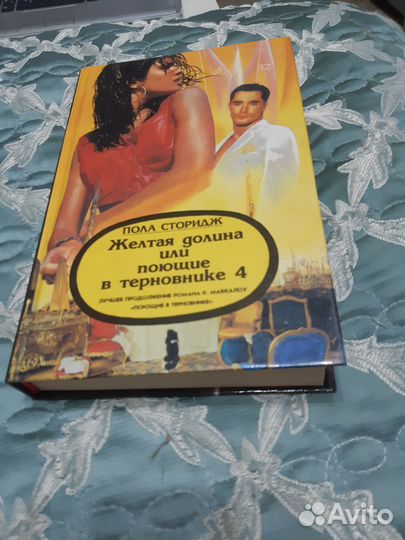 ПОЛА СТОРИДЖ
Желтая долина
или
поющие
в терновнике 4
ЛУЧШЕЕ ПРОДОЛЖЕНИЕ РОМАНА К. МАККАЛОУ
«ПОЮЩИЕ В ТЕРНОВНИКЕ»
Avito